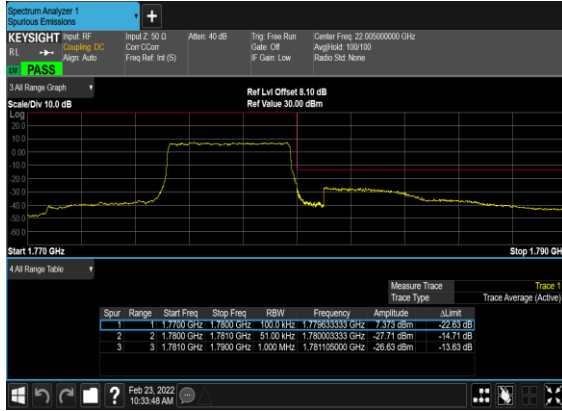 Spectrum Analyzer 1
Spurious Emissions
+
KEYSIGHT Input: RF Input Z: 50 Ω Atten: 40 dB Trig: Free Run Center Freq: 22.005000000 GHz
RL Coupling: DC Corr CCorr Gate: Off Avg|Hold: 100/100
Align: Auto Freq Ref: Int (S) IF Gain: Low Radio Std: None
PASS
3 All Range Graph
Ref Lvl Offset 8.10 dB
Scale/Div 10.0 dB Ref Value 30.00 dBm
Log
20.0
10.0
0.00
-10.0
-20.0
-30.0
-40.0
-50.0
-60.0
Start 1.770 GHz Stop 1.790 GH
4 All Range Table
Measure Trace Trace 1
Trace Type Trace Average (Active)
Spur Range Start Freq Stop Freq RBW Frequency Amplitude ΔLimit
1 1 1.7700 GHz 1.7800 GHz 100.0 kHz 1.779633333 GHz 7.373 dBm -22.63 dB
2 2 1.7800 GHz 1.7810 GHz 51.00 kHz 1.780003333 GHz -27.71 dBm -14.71 dB
3 3 1.7810 GHz 1.7900 GHz 1.000 MHz 1.781105000 GHz -26.63 dBm -13.63 dB
? Feb 23, 2022
10:33:48 AM